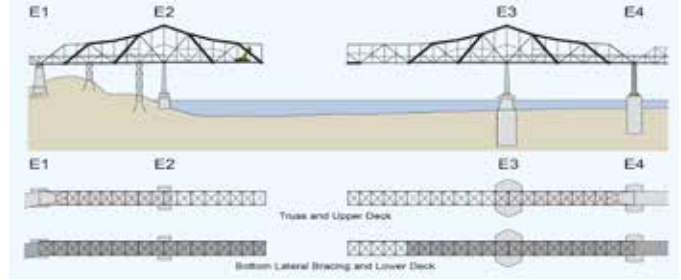 E1 E2 E3 E4
E1 E2 E3 E4
Truss and Upper Deck
Bottom Lateral Bracing and Lower Deck